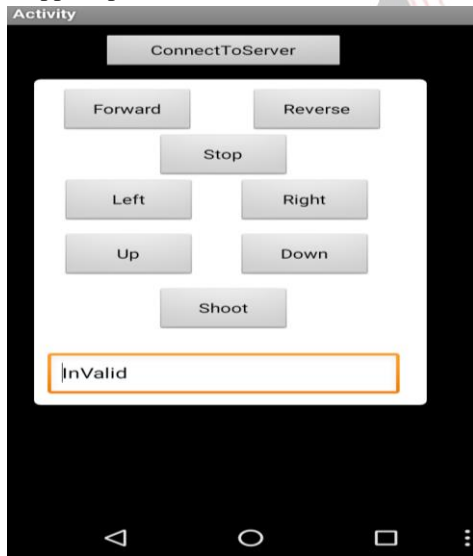 Activity
ConnectToServer
Forward Reverse
Stop
Left Right
Up Down
Shoot
InValid